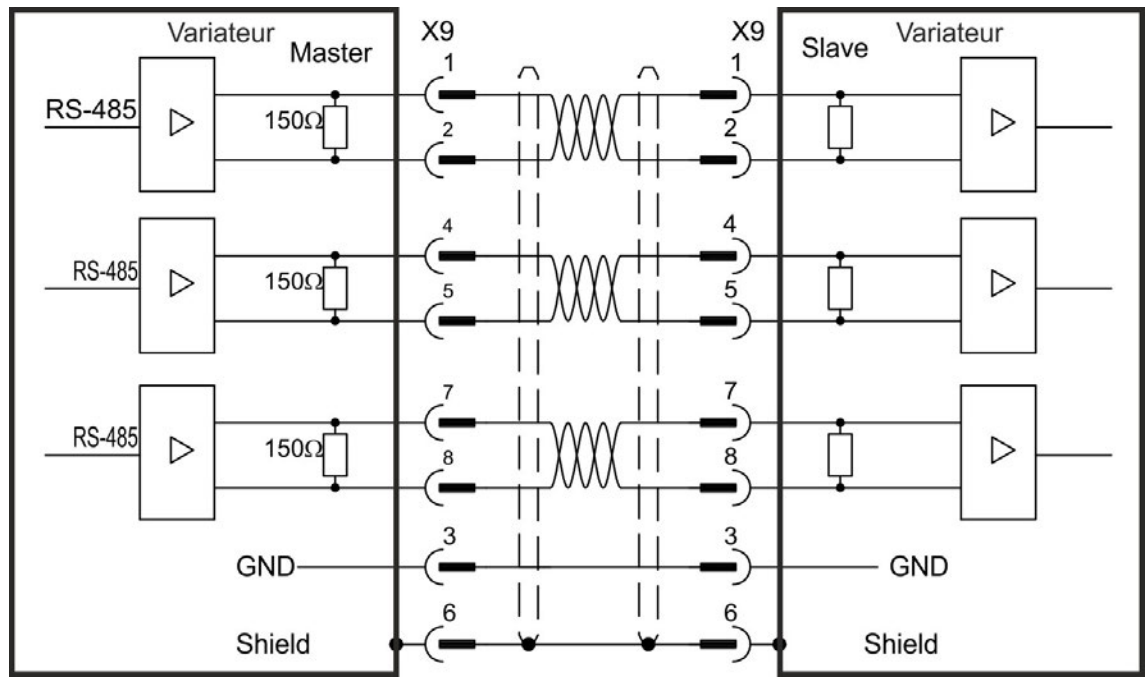 Variateur X9 X9 Variateur
Master Slave
1 1
RS-485 150Ω
2 2
4 4
RS-485 150Ω
5 5
7 7
RS-485 150Ω
8 8
3 3
GND GND
6 6
Shield Shield